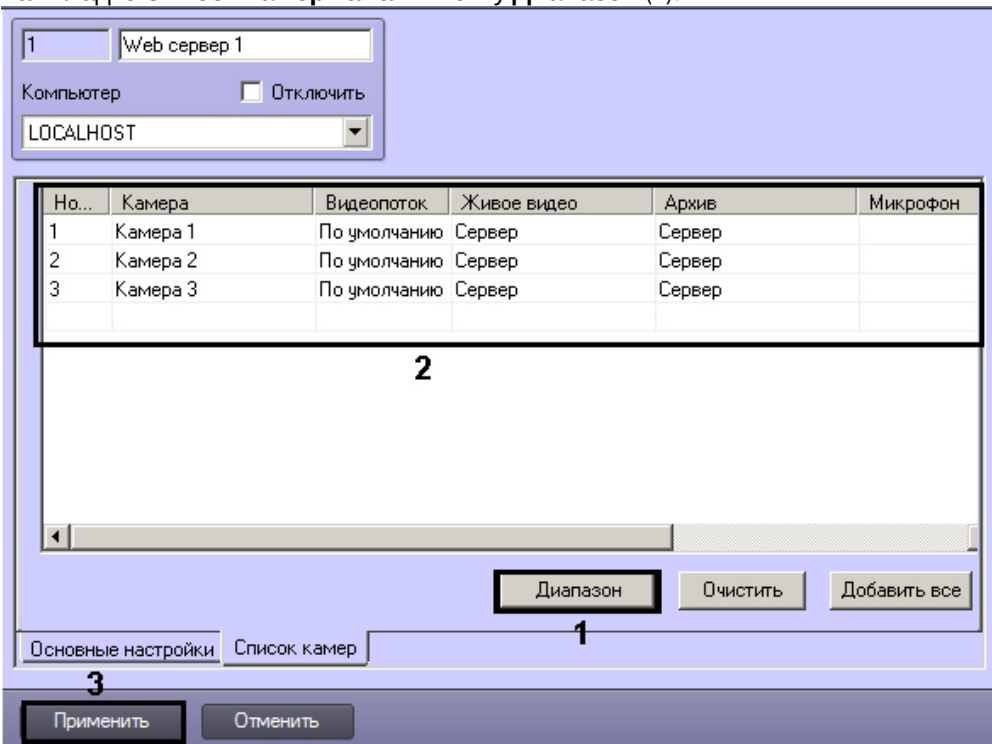 1 Web сервер 1
Компьютер Отключить
LOCALHOST
Но... Камера Видеопоток Живое видео Архив Микрофон
1 Камера 1 По умолчанию Сервер Сервер
2 Камера 2 По умолчанию Сервер Сервер
3 Камера 3 По умолчанию Сервер Сервер
2
Диапазон Очистить Добавить все
1
Основные настройки Список камер
3
Применить Отменить